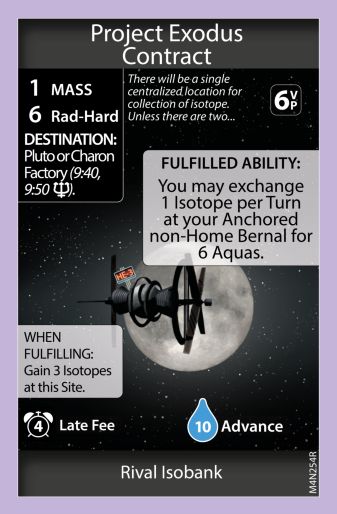 Project Exodus
Contract
1 MASS
6 Rad-Hard
DESTINATION:
Pluto or Charon
Factory (9:40,
9:50 ♆).
There will be a single
centralized location for
collection of isotope.
Unless there are two...
6 VP
FULFILLED ABILITY:
You may exchange
1 Isotope per Turn
at your Anchored
non-Home Bernal for
6 Aquas.
HE-3
WHEN
FULFILLING:
Gain 3 Isotopes
at this Site.
4 Late Fee
10 Advance
Rival Isobank
M4N254R